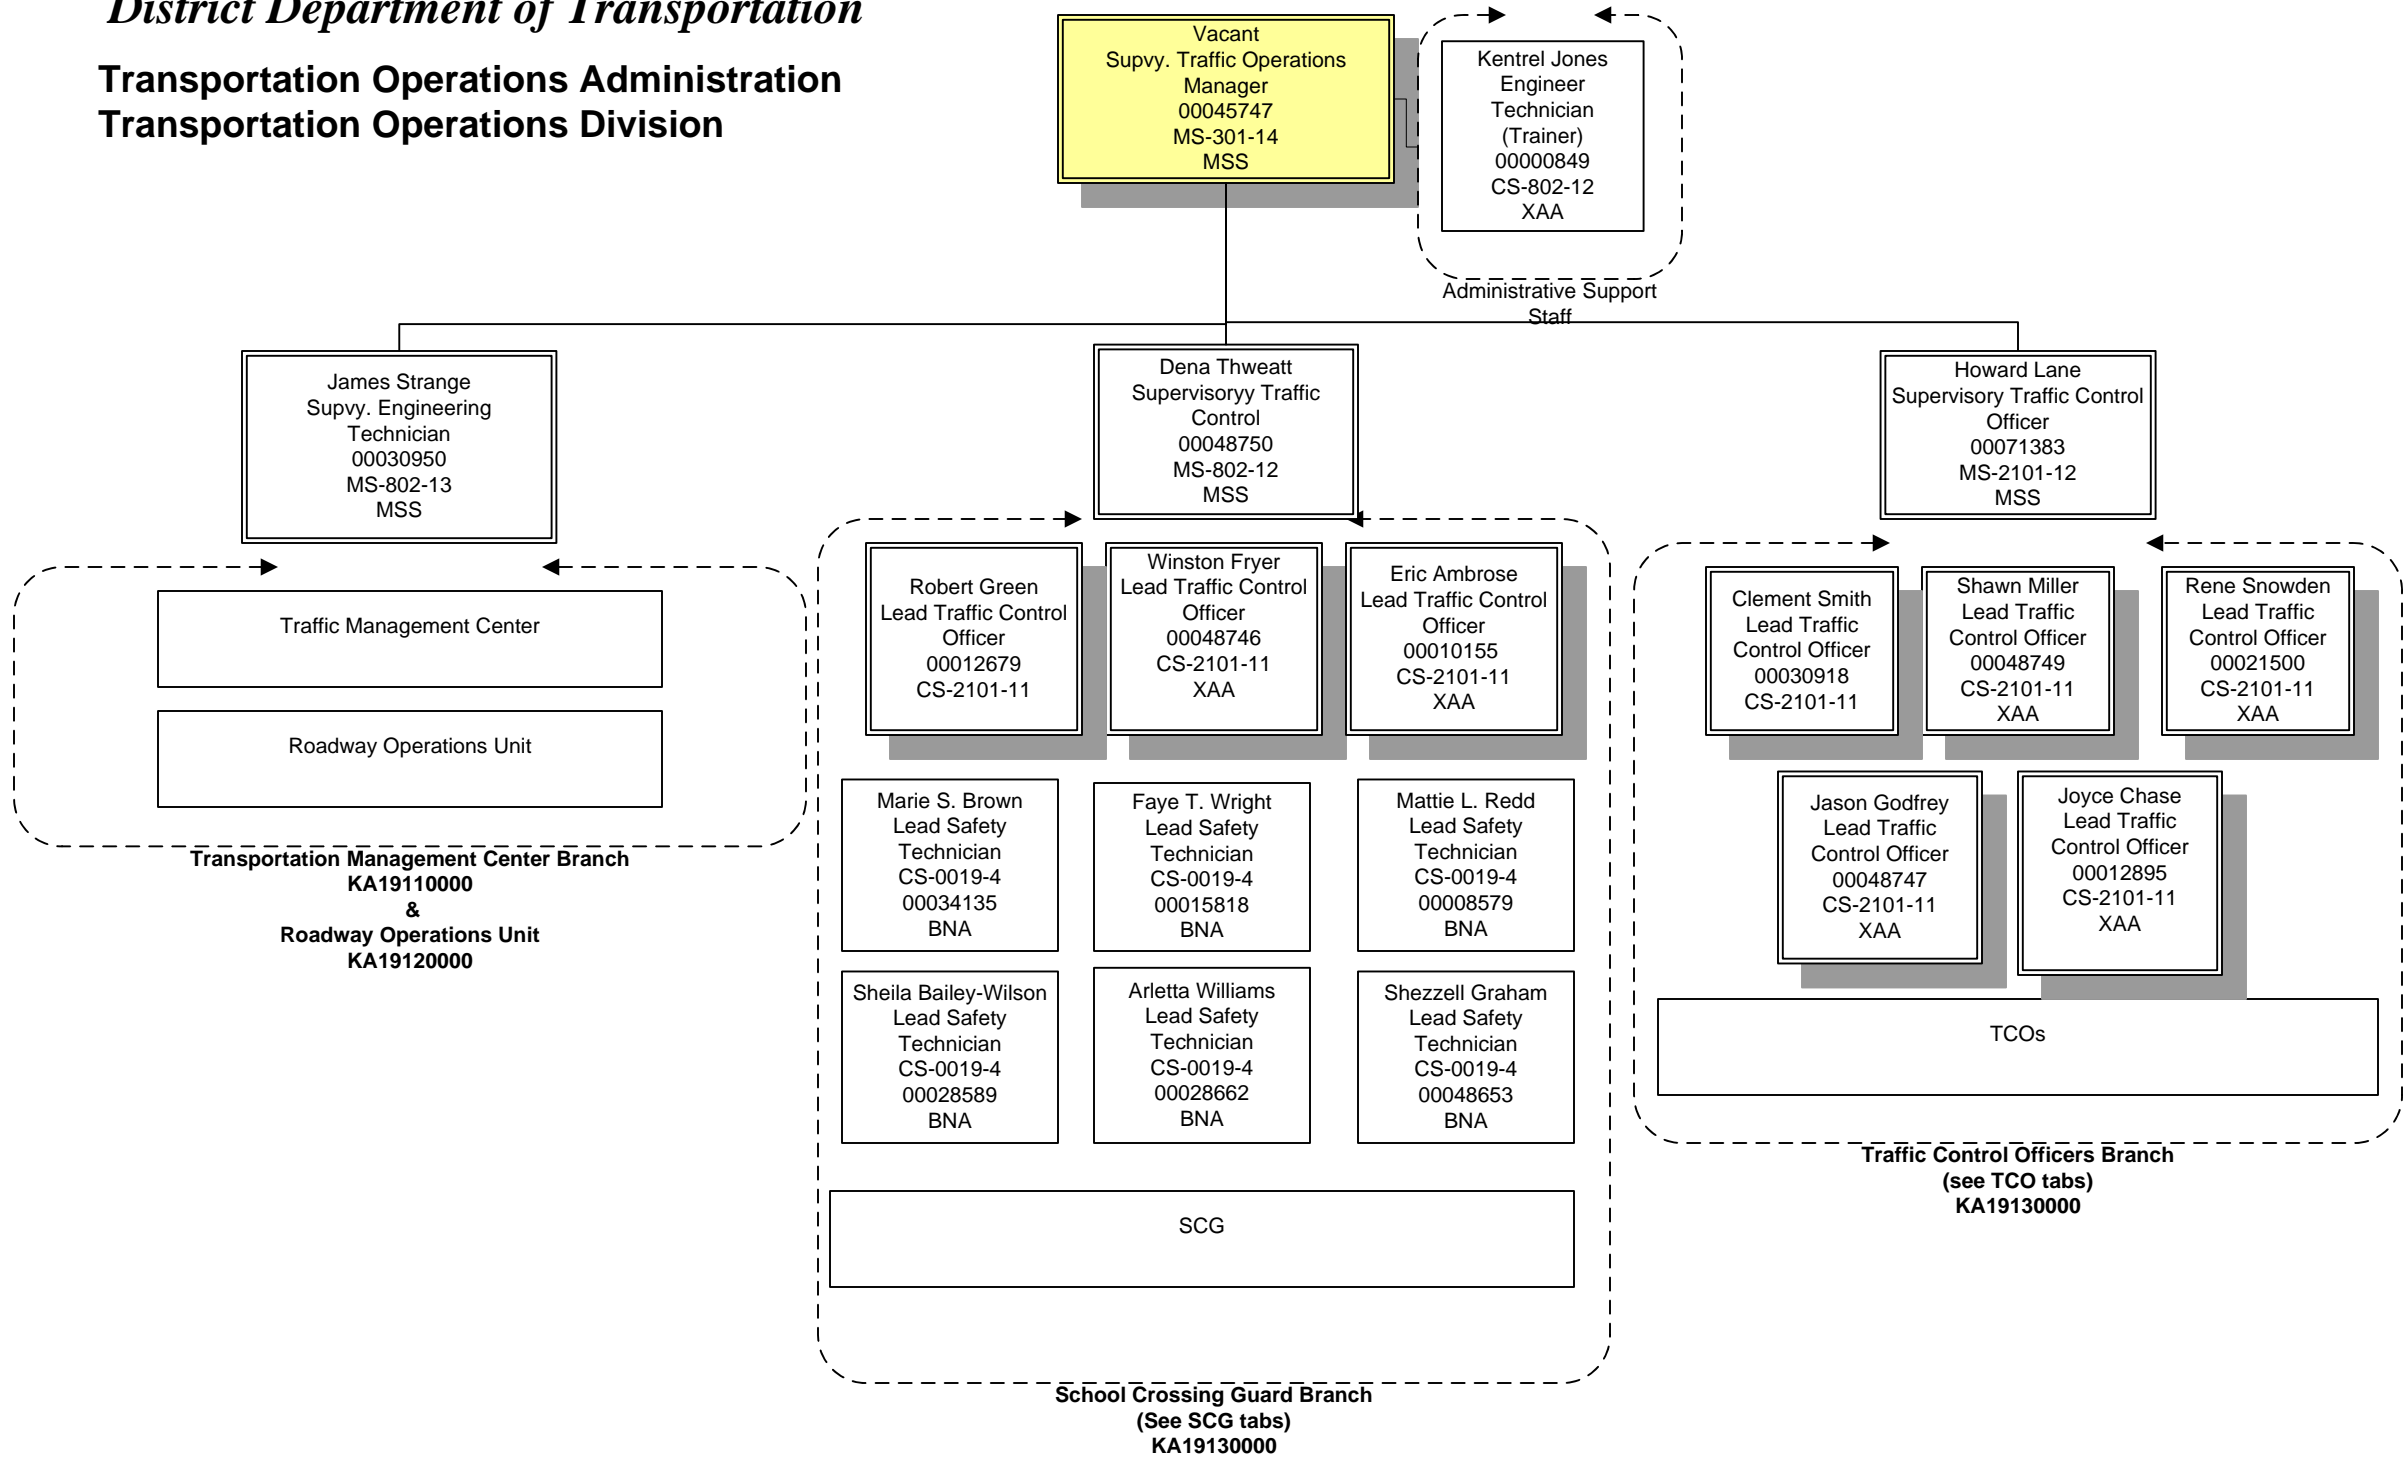 District Department of Transportation
Transportation Operations Administration
Transportation Operations Division
Vacant
Supvy. Traffic Operations
Manager
00045747
MS-301-14
MSS
Kentrel Jones
Engineer
Technician
(Trainer)
00000849
CS-802-12
XAA
Administrative Support
Staff
James Strange
Supvy. Engineering
Technician
00030950
MS-802-13
MSS
Dena Thweatt
Supervisoryy Traffic
Control
00048750
MS-802-12
MSS
Howard Lane
Supervisory Traffic Control
Officer
00071383
MS-2101-12
MSS
Traffic Management Center
Roadway Operations Unit
Transportation Management Center Branch
KA19110000
&
Roadway Operations Unit
KA19120000
Robert Green
Lead Traffic Control
Officer
00012679
CS-2101-11
Winston Fryer
Lead Traffic Control
Officer
00048746
CS-2101-11
XAA
Eric Ambrose
Lead Traffic Control
Officer
00010155
CS-2101-11
XAA
Marie S. Brown
Lead Safety
Technician
CS-0019-4
00034135
BNA
Faye T. Wright
Lead Safety
Technician
CS-0019-4
00015818
BNA
Mattie L. Redd
Lead Safety
Technician
CS-0019-4
00008579
BNA
Sheila Bailey-Wilson
Lead Safety
Technician
CS-0019-4
00028589
BNA
Arletta Williams
Lead Safety
Technician
CS-0019-4
00028662
BNA
Shezzell Graham
Lead Safety
Technician
CS-0019-4
00048653
BNA
SCG
School Crossing Guard Branch
(See SCG tabs)
KA19130000
Clement Smith
Lead Traffic
Control Officer
00030918
CS-2101-11
Shawn Miller
Lead Traffic
Control Officer
00048749
CS-2101-11
XAA
Rene Snowden
Lead Traffic
Control Officer
00021500
CS-2101-11
XAA
Jason Godfrey
Lead Traffic
Control Officer
00048747
CS-2101-11
XAA
Joyce Chase
Lead Traffic
Control Officer
00012895
CS-2101-11
XAA
TCOs
Traffic Control Officers Branch
(see TCO tabs)
KA19130000